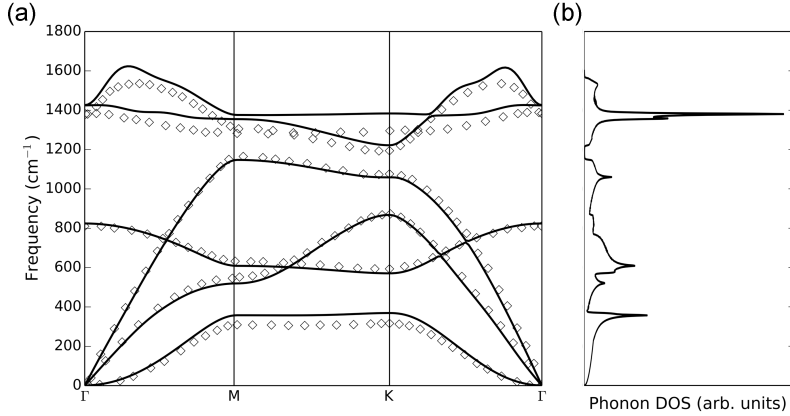 (a)
(b)
1800
1600
1400
1200
1000
800
600
400
200
0
Frequency (cm⁻¹)
Γ
M
K
Γ
Phonon DOS (arb. units)